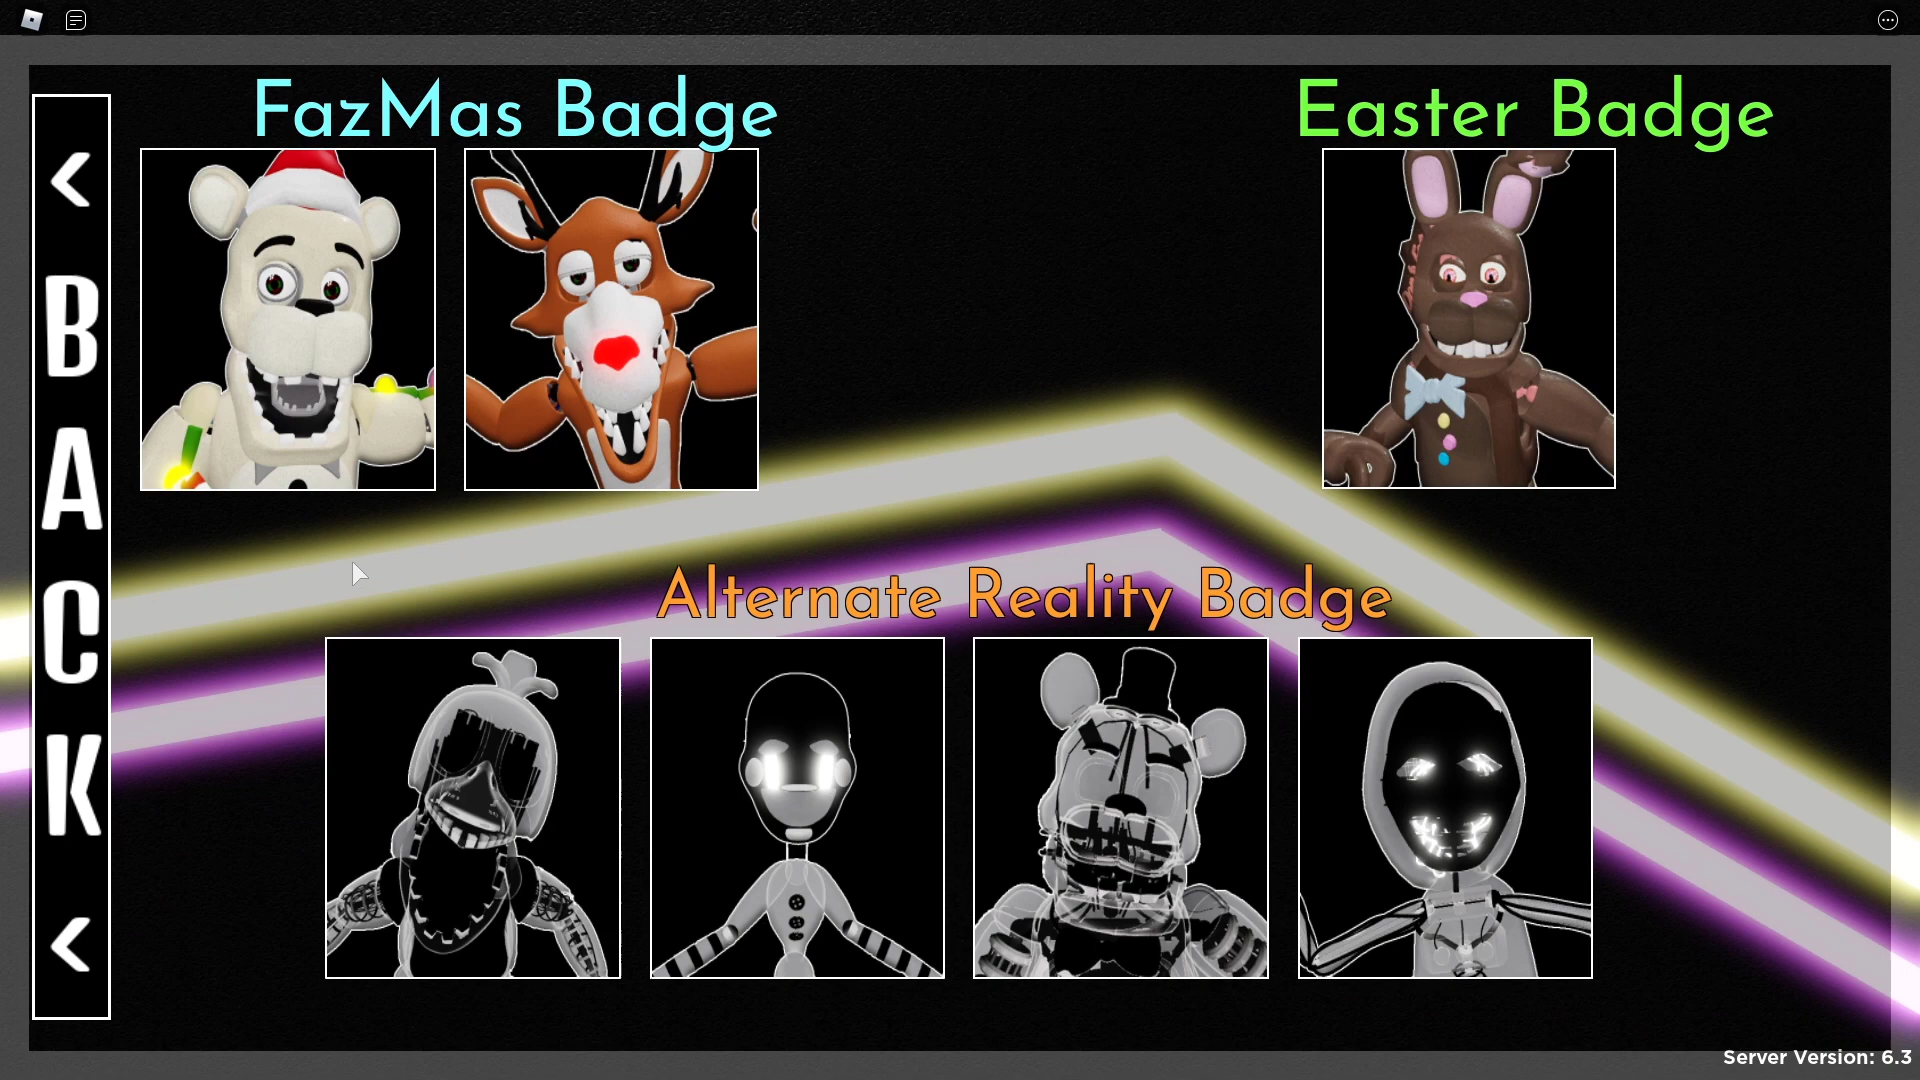 FazMas Badge
Easter Badge
< BACK <
Alternate Reality Badge
Server Version: 6.3